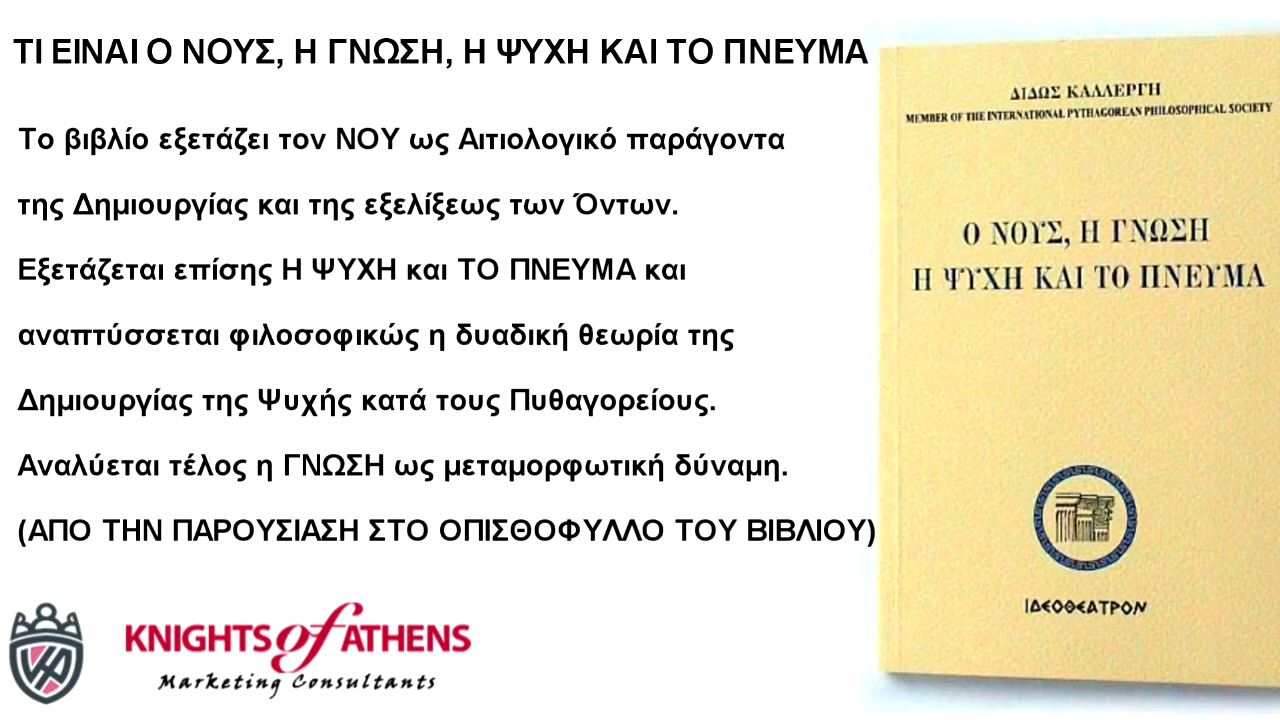 ΤΙ ΕΙΝΑΙ Ο ΝΟΥΣ, Η ΓΝΩΣΗ, Η ΨΥΧΗ ΚΑΙ ΤΟ ΠΝΕΥΜΑ
Το βιβλίο εξετάζει τον ΝΟΥ ως Αιτιολογικό παράγοντα
της Δημιουργίας και της εξελίξεως των Όντων.
Εξετάζεται επίσης Η ΨΥΧΗ και ΤΟ ΠΝΕΥΜΑ και
αναπτύσσεται φιλοσοφικώς η δυαδική θεωρία της
Δημιουργίας της Ψυχής κατά τους Πυθαγορείους.
Αναλύεται τέλος η ΓΝΩΣΗ ως μεταμορφωτική δύναμη.
(ΑΠΟ ΤΗΝ ΠΑΡΟΥΣΙΑΣΗ ΣΤΟ ΟΠΙΣΘΟΦΥΛΛΟ ΤΟΥ ΒΙΒΛΙΟΥ)
KNIGHTS of ATHENS
Marketing Consultants
ΔΙΔΩΣ ΚΑΛΛΕΡΓΗ
MEMBER OF THE INTERNATIONAL PYTHAGOREAN PHILOSOPHICAL SOCIETY
Ο ΝΟΥΣ, Η ΓΝΩΣΗ
Η ΨΥΧΗ ΚΑΙ ΤΟ ΠΝΕΥΜΑ
ΙΔΕΟΘΕΑΤΡΟΝ